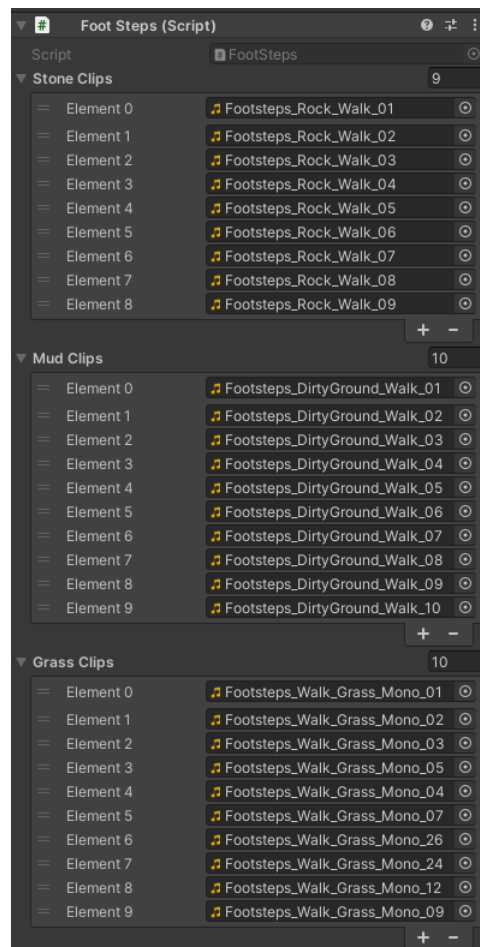 # Foot Steps (Script)
Script FootSteps
Stone Clips 9
Element 0 Footsteps_Rock_Walk_01
Element 1 Footsteps_Rock_Walk_02
Element 2 Footsteps_Rock_Walk_03
Element 3 Footsteps_Rock_Walk_04
Element 4 Footsteps_Rock_Walk_05
Element 5 Footsteps_Rock_Walk_06
Element 6 Footsteps_Rock_Walk_07
Element 7 Footsteps_Rock_Walk_08
Element 8 Footsteps_Rock_Walk_09
+ −
Mud Clips 10
Element 0 Footsteps_DirtyGround_Walk_01
Element 1 Footsteps_DirtyGround_Walk_02
Element 2 Footsteps_DirtyGround_Walk_03
Element 3 Footsteps_DirtyGround_Walk_04
Element 4 Footsteps_DirtyGround_Walk_05
Element 5 Footsteps_DirtyGround_Walk_06
Element 6 Footsteps_DirtyGround_Walk_07
Element 7 Footsteps_DirtyGround_Walk_08
Element 8 Footsteps_DirtyGround_Walk_09
Element 9 Footsteps_DirtyGround_Walk_10
+ −
Grass Clips 10
Element 0 Footsteps_Walk_Grass_Mono_01
Element 1 Footsteps_Walk_Grass_Mono_02
Element 2 Footsteps_Walk_Grass_Mono_03
Element 3 Footsteps_Walk_Grass_Mono_05
Element 4 Footsteps_Walk_Grass_Mono_04
Element 5 Footsteps_Walk_Grass_Mono_07
Element 6 Footsteps_Walk_Grass_Mono_26
Element 7 Footsteps_Walk_Grass_Mono_24
Element 8 Footsteps_Walk_Grass_Mono_12
Element 9 Footsteps_Walk_Grass_Mono_09
+ −